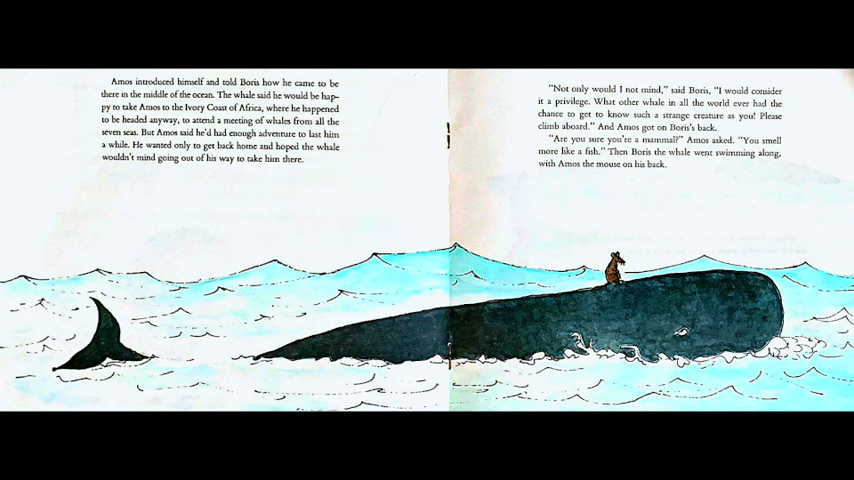 Amos introduced himself and told Boris how he came to be
there in the middle of the ocean. The whale said he would be hap-
py to take Amos to the Ivory Coast of Africa, where he happened
to be headed anyway, to attend a meeting of whales from all the
seven seas. But Amos said he'd had enough adventure to last him
a while. He wanted only to get back home and hoped the whale
wouldn't mind going out of his way to take him there.
"Not only would I not mind," said Boris, "I would consider
it a privilege. What other whale in all the world ever had the
chance to get to know such a strange creature as you! Please
climb aboard." And Amos got on Boris's back.
"Are you sure you're a mammal?" Amos asked. "You smell
more like a fish." Then Boris the whale went swimming along,
with Amos the mouse on his back.